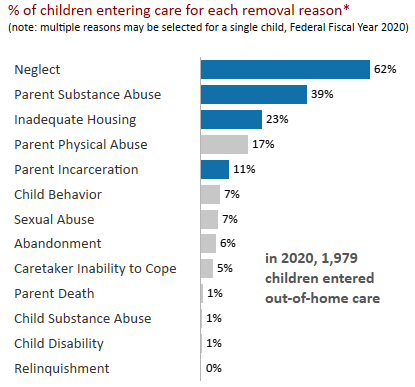 % of children entering care for each removal reason*
(note: multiple reasons may be selected for a single child, Federal Fiscal Year 2020)
Neglect 62%
Parent Substance Abuse 39%
Inadequate Housing 23%
Parent Physical Abuse 17%
Parent Incarceration 11%
Child Behavior 7%
Sexual Abuse 7%
Abandonment 6%
Caretaker Inability to Cope 5%
Parent Death 1%
Child Substance Abuse 1%
Child Disability 1%
Relinquishment 0%
in 2020, 1,979
children entered
out-of-home care